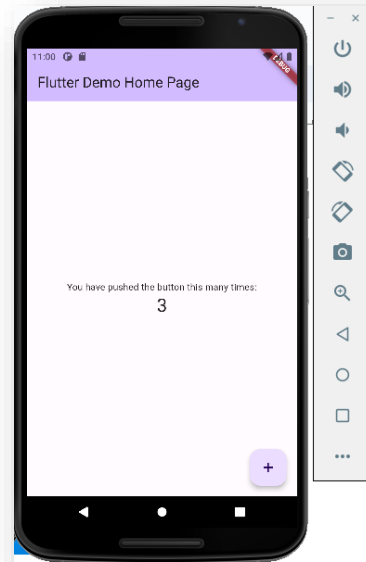 11:00
DEBUG
Flutter Demo Home Page
You have pushed the button this many times:
3
+